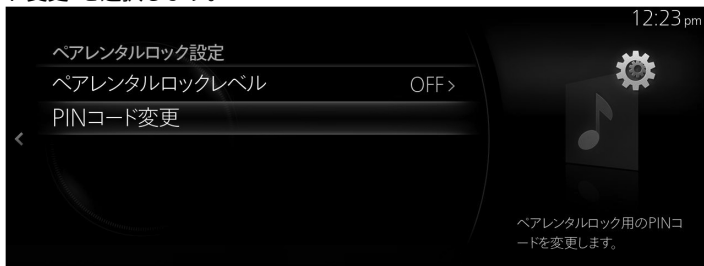 12:23 pm
ペアレンタルロック設定
ペアレンタルロックレベル OFF
PINコード変更
ペアレンタルロック用のPINコ
ードを変更します。